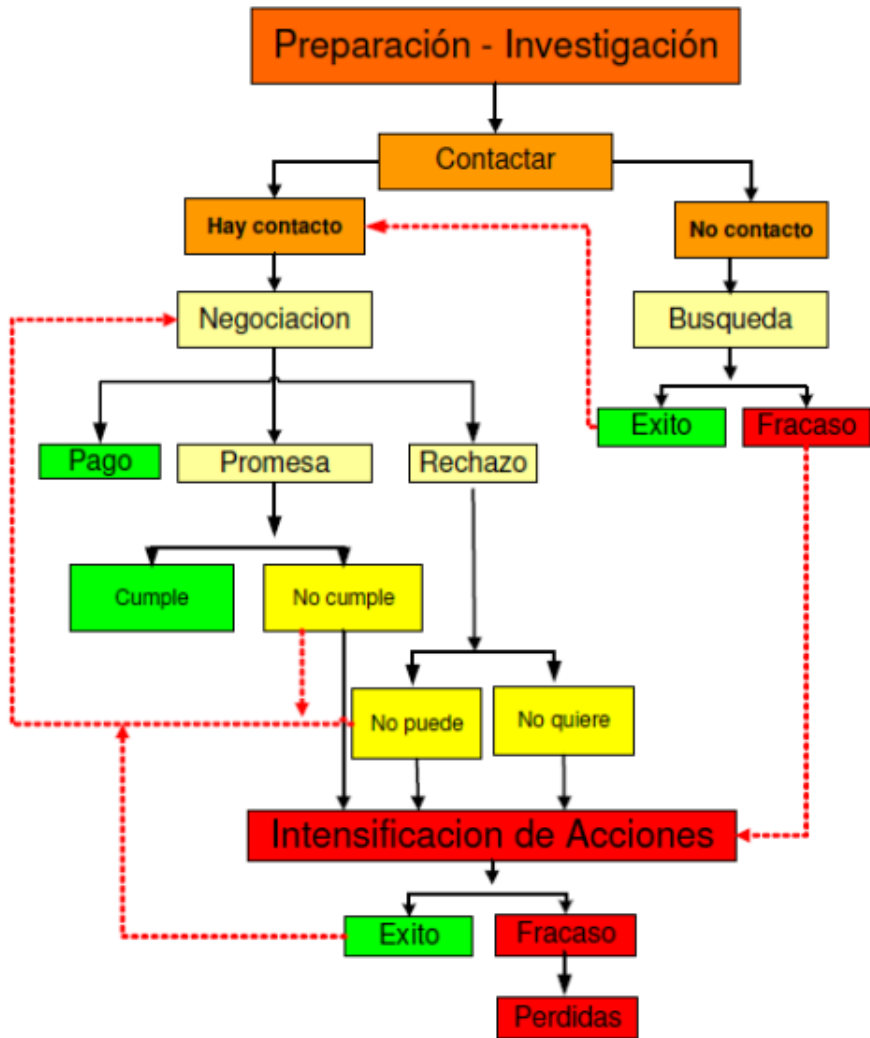 Preparación - Investigación
Contactar
Hay contacto
No contacto
Negociacion
Busqueda
Exito
Fracaso
Pago
Promesa
Rechazo
Cumple
No cumple
No puede
No quiere
Intensificacion de Acciones
Exito
Fracaso
Perdidas